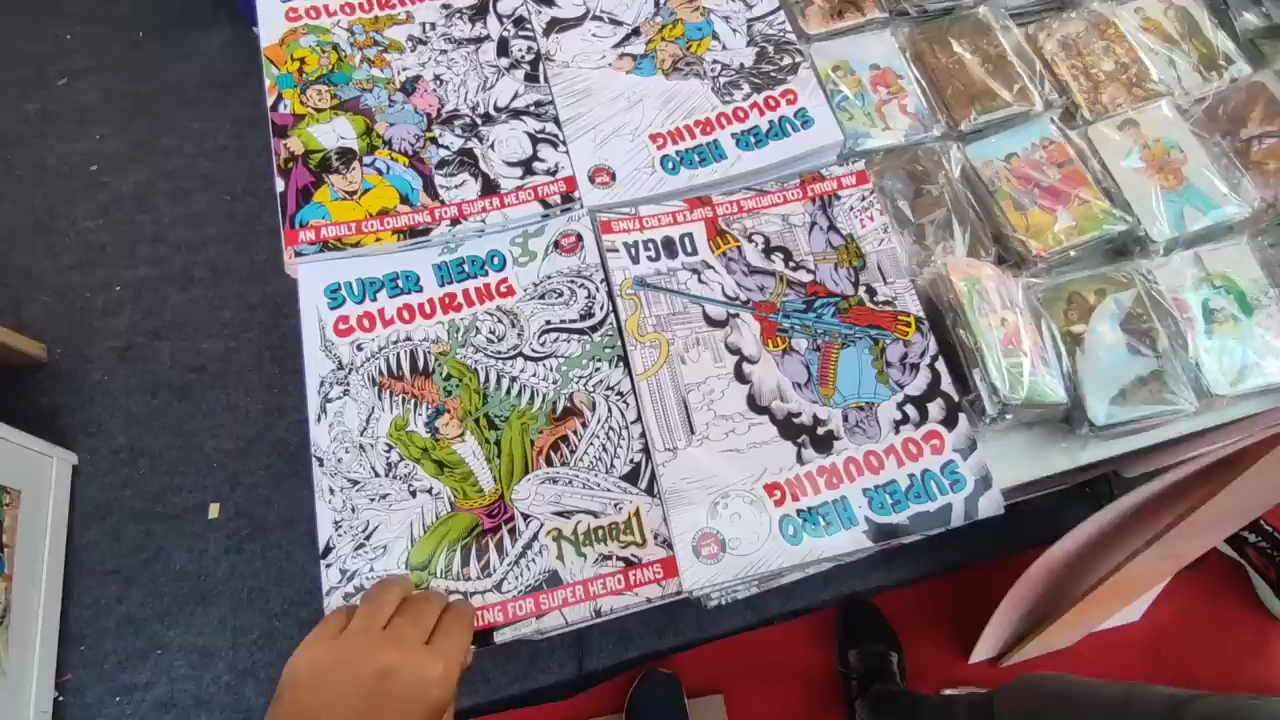 COLOURING
AN ADULT COLOURING FOR SUPER HERO FANS
SUPER HERO
COLOURING
SUPER HERO
COLOURING
Nagraj
ING FOR SUPER HERO FANS
AN ADULT COLOURING FOR SUPER HERO FANS
DOGA
SUPER HERO
COLOURING